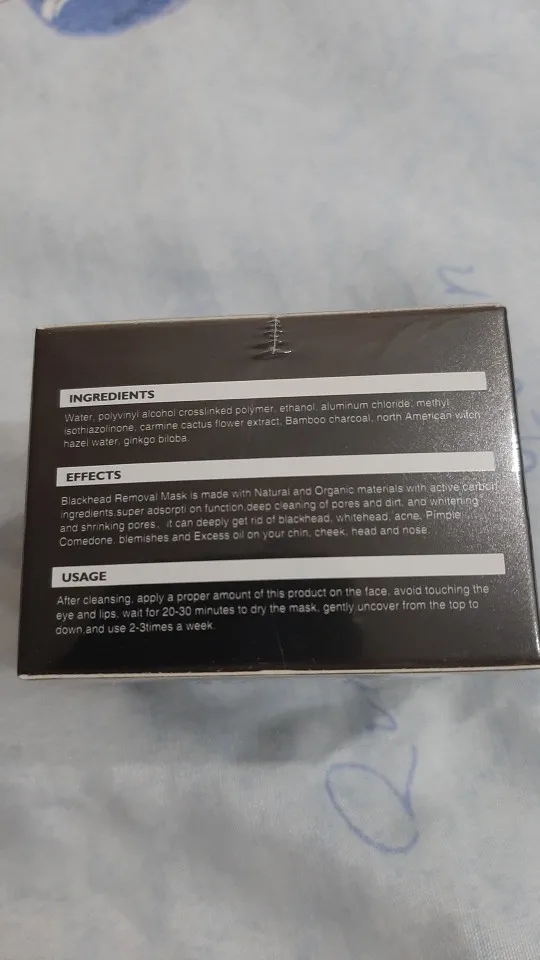 INGREDIENTS
Water, polyvinyl alcohol crosslinked polymer, ethanol, aluminum chloride, methyl
isothiazolinone, carmine cactus flower extract, Bamboo charcoal, north American witch
hazel water, ginkgo biloba.
EFFECTS
Blackhead Removal Mask is made with Natural and Organic materials with active carbon
ingredients,super adsorpti on function,deep cleaning of pores and dirt, and whitening
and shrinking pores, it can deeply get rid of blackhead, whitehead, acne, Pimple
Comedone, blemishes and Excess oil on your chin, cheek, head and nose.
USAGE
After cleansing, apply a proper amount of this product on the face, avoid touching the
eye and lips, wait for 20-30 minutes to dry the mask, gently uncover from the top to
down,and use 2-3times a week.